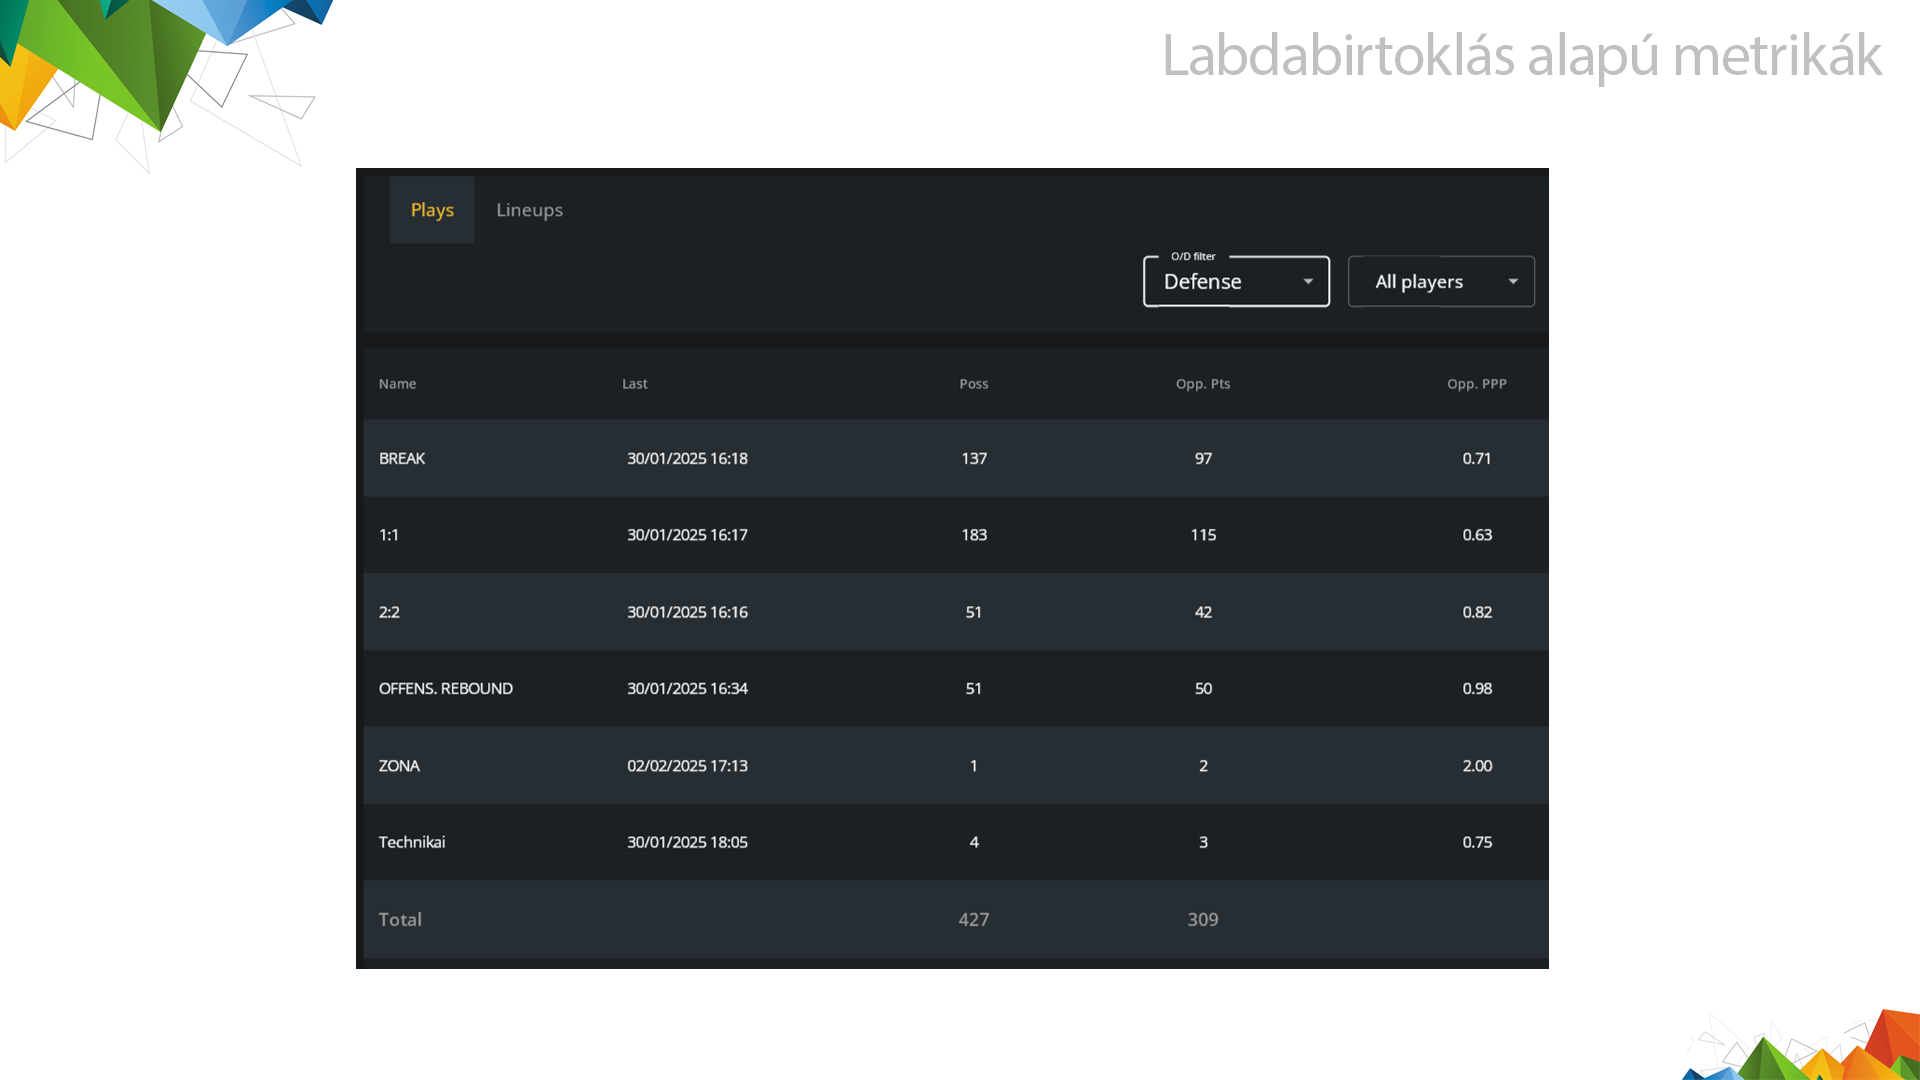 Labdabirtoklás alapú metrikák
Plays Lineups
O/D filter
Defense All players
Name Last Poss Opp. Pts Opp. PPP
BREAK 30/01/2025 16:18 137 97 0.71
1:1 30/01/2025 16:17 183 115 0.63
2:2 30/01/2025 16:16 51 42 0.82
OFFENS. REBOUND 30/01/2025 16:34 51 50 0.98
ZONA 02/02/2025 17:13 1 2 2.00
Technikai 30/01/2025 18:05 4 3 0.75
Total 427 309